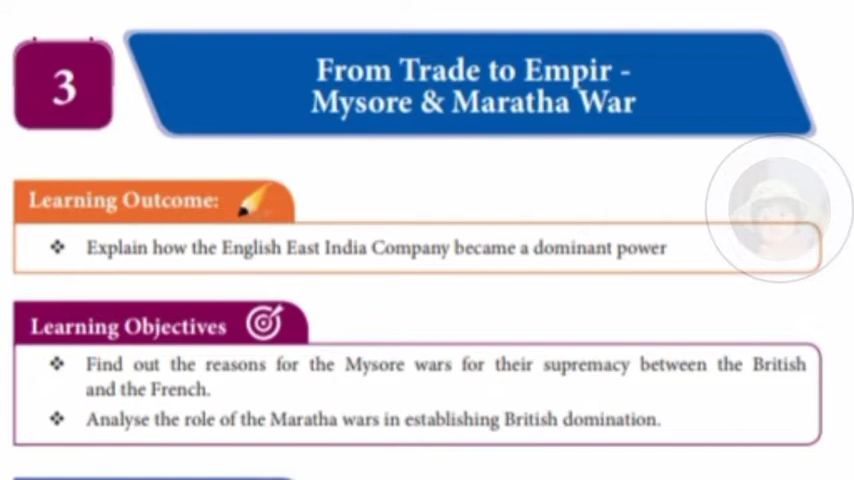 3
From Trade to Empir -
Mysore & Maratha War
Learning Outcome:
❖ Explain how the English East India Company became a dominant power
Learning Objectives
❖ Find out the reasons for the Mysore wars for their supremacy between the British
and the French.
❖ Analyse the role of the Maratha wars in establishing British domination.